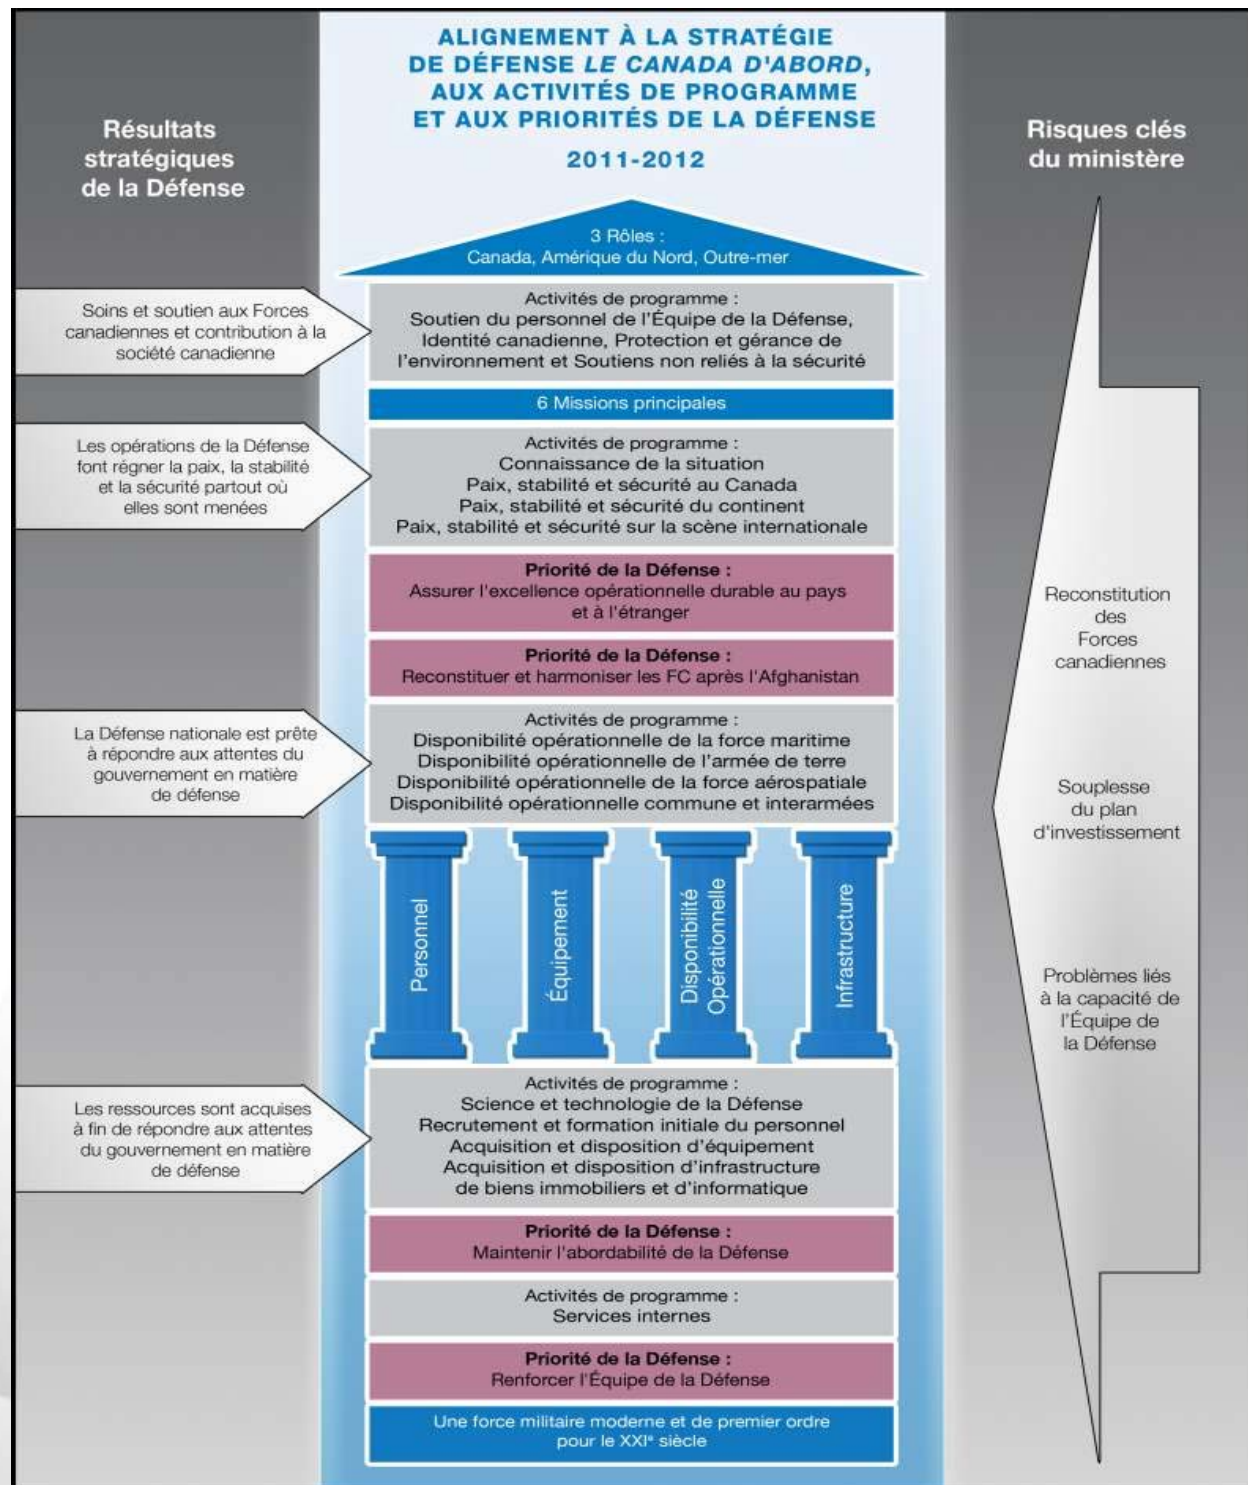 ALIGNEMENT À LA STRATÉGIE
DE DÉFENSE LE CANADA D'ABORD,
AUX ACTIVITÉS DE PROGRAMME
ET AUX PRIORITÉS DE LA DÉFENSE
2011-2012
Résultats
stratégiques
de la Défense
Risques clés
du ministère
3 Rôles :
Canada, Amérique du Nord, Outre-mer
Soins et soutien aux Forces
canadiennes et contribution à la
société canadienne
Activités de programme :
Soutien du personnel de l'Équipe de la Défense,
Identité canadienne, Protection et gérance de
l'environnement et Soutiens non reliés à la sécurité
6 Missions principales
Les opérations de la Défense
font régner la paix, la stabilité
et la sécurité partout où
elles sont menées
Activités de programme :
Connaissance de la situation
Paix, stabilité et sécurité au Canada
Paix, stabilité et sécurité du continent
Paix, stabilité et sécurité sur la scène internationale
Priorité de la Défense :
Assurer l'excellence opérationnelle durable au pays
et à l'étranger
Priorité de la Défense :
Reconstituer et harmoniser les FC après l'Afghanistan
La Défense nationale est prête
à répondre aux attentes du
gouvernement en matière
de défense
Activités de programme :
Disponibilité opérationnelle de la force maritime
Disponibilité opérationnelle de l'armée de terre
Disponibilité opérationnelle de la force aérospatiale
Disponibilité opérationnelle commune et interarmées
Personnel
Équipement
Disponibilité
Opérationnelle
Infrastructure
Les ressources sont acquises
à fin de répondre aux attentes
du gouvernement en matière
de défense
Activités de programme :
Science et technologie de la Défense
Recrutement et formation initiale du personnel
Acquisition et disposition d'équipement
Acquisition et disposition d'infrastructure
de biens immobiliers et d'informatique
Priorité de la Défense :
Maintenir l'abordabilité de la Défense
Activités de programme :
Services internes
Priorité de la Défense :
Renforcer l'Équipe de la Défense
Une force militaire moderne et de premier ordre
pour le XXIe siècle
Reconstitution
des
Forces
canadiennes
Souplesse
du plan
d'investissement
Problèmes liés
à la capacité de
l'Équipe de
la Défense